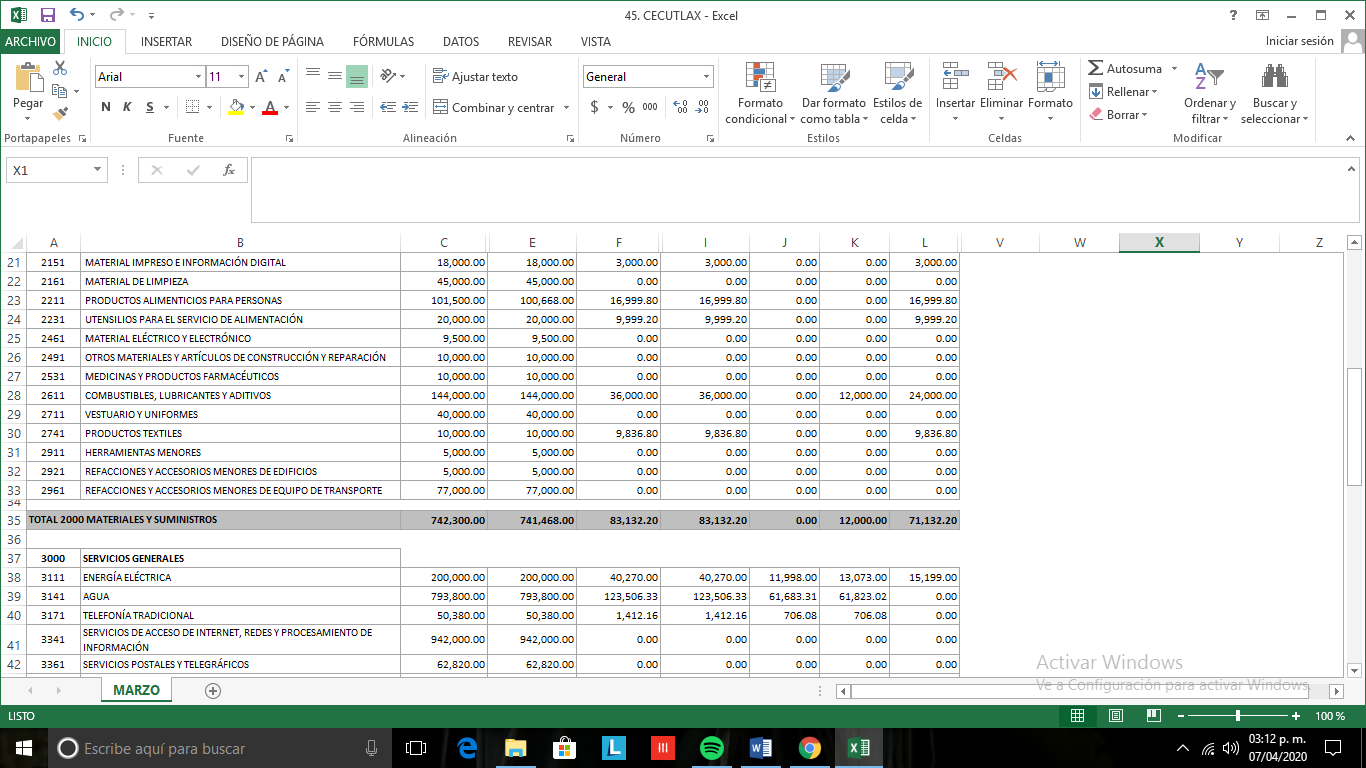 45. CECUTLAX - Excel
?
ARCHIVO INICIO INSERTAR DISEÑO DE PÁGINA FÓRMULAS DATOS REVISAR VISTA Iniciar sesión
Pegar
Portapapeles
Arial 11 A A
N K S A
Fuente
Ajustar texto
Combinar y centrar
Alineación
General
$ % 000
Número
Formato condicional
Dar formato como tabla
Estilos de celda
Estilos
Insertar Eliminar Formato
Celdas
Autosuma
Rellenar
Borrar
Ordenar y filtrar
Buscar y seleccionar
Modificar
X1 fx
A B C E F I J K L V W X Y Z
21 2151 MATERIAL IMPRESO E INFORMACIÓN DIGITAL 18,000.00 18,000.00 3,000.00 3,000.00 0.00 0.00 3,000.00
22 2161 MATERIAL DE LIMPIEZA 45,000.00 45,000.00 0.00 0.00 0.00 0.00 0.00
23 2211 PRODUCTOS ALIMENTICIOS PARA PERSONAS 101,500.00 100,668.00 16,999.80 16,999.80 0.00 0.00 16,999.80
24 2231 UTENSILIOS PARA EL SERVICIO DE ALIMENTACIÓN 20,000.00 20,000.00 9,999.20 9,999.20 0.00 0.00 9,999.20
25 2461 MATERIAL ELÉCTRICO Y ELECTRÓNICO 9,500.00 9,500.00 0.00 0.00 0.00 0.00 0.00
26 2491 OTROS MATERIALES Y ARTÍCULOS DE CONSTRUCCIÓN Y REPARACIÓN 10,000.00 10,000.00 0.00 0.00 0.00 0.00 0.00
27 2531 MEDICINAS Y PRODUCTOS FARMACÉUTICOS 10,000.00 10,000.00 0.00 0.00 0.00 0.00 0.00
28 2611 COMBUSTIBLES, LUBRICANTES Y ADITIVOS 144,000.00 144,000.00 36,000.00 36,000.00 0.00 12,000.00 24,000.00
29 2711 VESTUARIO Y UNIFORMES 40,000.00 40,000.00 0.00 0.00 0.00 0.00 0.00
30 2741 PRODUCTOS TEXTILES 10,000.00 10,000.00 9,836.80 9,836.80 0.00 0.00 9,836.80
31 2911 HERRAMIENTAS MENORES 5,000.00 5,000.00 0.00 0.00 0.00 0.00 0.00
32 2921 REFACCIONES Y ACCESORIOS MENORES DE EDIFICIOS 5,000.00 5,000.00 0.00 0.00 0.00 0.00 0.00
33 2961 REFACCIONES Y ACCESORIOS MENORES DE EQUIPO DE TRANSPORTE 77,000.00 77,000.00 0.00 0.00 0.00 0.00 0.00
34
35 TOTAL 2000 MATERIALES Y SUMINISTROS 742,300.00 741,468.00 83,132.20 83,132.20 0.00 12,000.00 71,132.20
36
37 3000 SERVICIOS GENERALES
38 3111 ENERGÍA ELÉCTRICA 200,000.00 200,000.00 40,270.00 40,270.00 11,998.00 13,073.00 15,199.00
39 3141 AGUA 793,800.00 793,800.00 123,506.33 123,506.33 61,683.31 61,823.02 0.00
40 3171 TELEFONÍA TRADICIONAL 50,380.00 50,380.00 1,412.16 1,412.16 706.08 706.08 0.00
41 3341 SERVICIOS DE ACCESO DE INTERNET, REDES Y PROCESAMIENTO DE
INFORMACIÓN 942,000.00 942,000.00 0.00 0.00 0.00 0.00 0.00
42 3361 SERVICIOS POSTALES Y TELEGRÁFICOS 62,820.00 62,820.00 0.00 0.00 0.00 0.00 0.00
Activar Windows
Ve a Configuración para activar Windows.
MARZO
LISTO 100 %
Escribe aquí para buscar
03:12 p. m.
07/04/2020